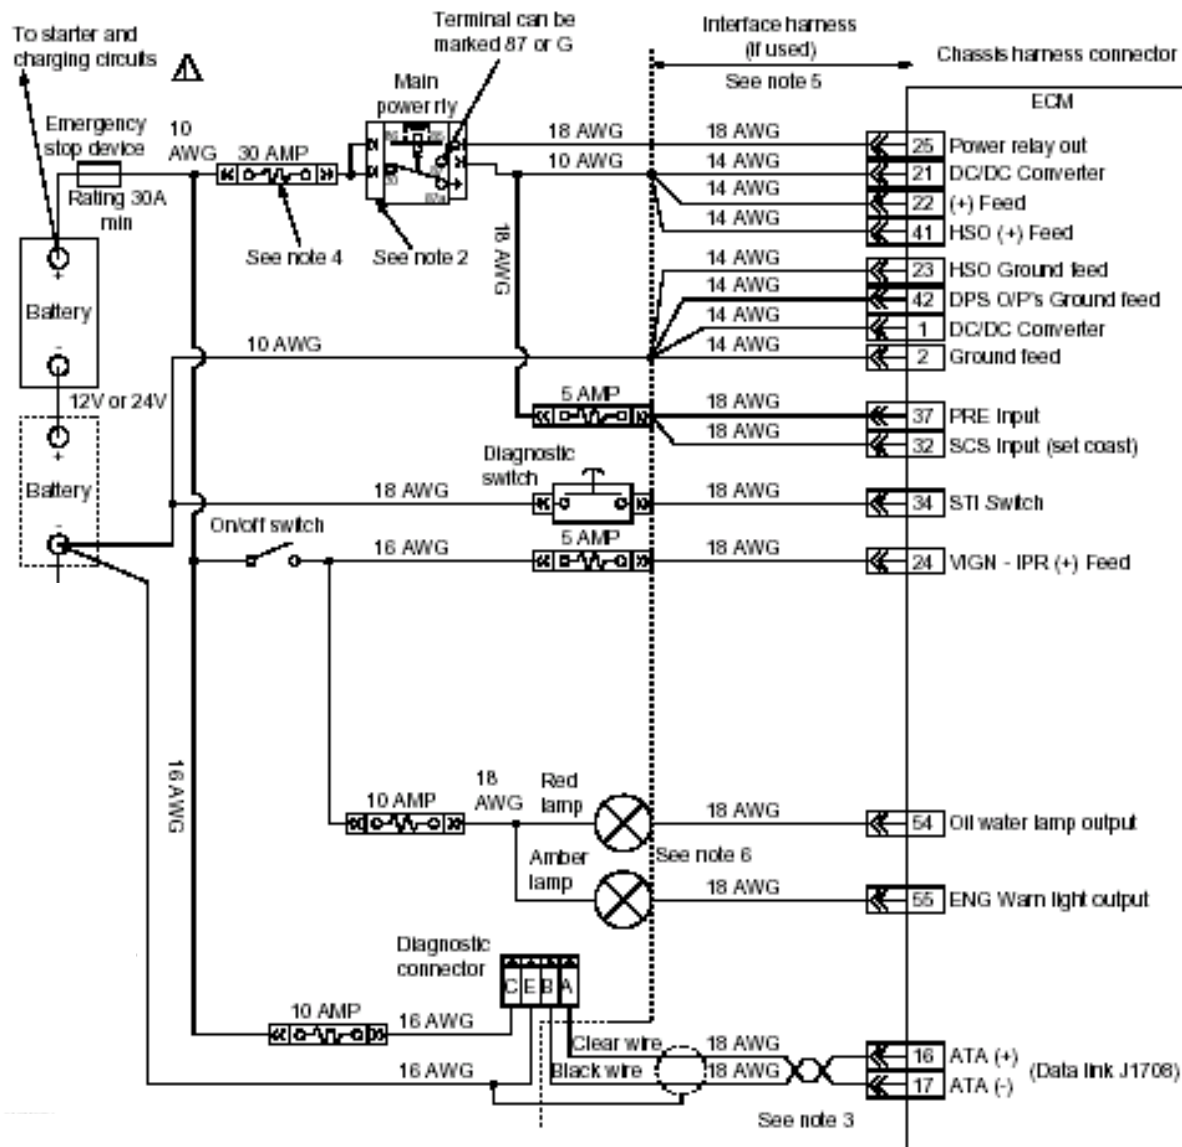 To starter and
charging circuits
Terminal can be
marked 87 or G
Interface harness
(If used)
See note 5
Chassis harness connector
ECM
Main
power rly
Emergency
stop device
Rating 30A
min
10
AWG
30 AMP
See note 4
See note 2
86
85
30
87a
18 AWG
18 AWG
25 Power relay out
10 AWG
14 AWG
21 DC/DC Converter
14 AWG
22 (+) Feed
14 AWG
41 HSO (+) Feed
18 AWG
14 AWG
23 HSO Ground feed
14 AWG
42 DPS O/P's Ground feed
14 AWG
1 DC/DC Converter
10 AWG
14 AWG
2 Ground feed
+
Battery
-
12V or 24V
+
Battery
-
5 AMP
18 AWG
37 PRE Input
18 AWG
32 SCS Input (set coast)
Diagnostic
switch
18 AWG
18 AWG
34 STI Switch
On/off switch
16 AWG
5 AMP
18 AWG
24 VIGN - IPR (+) Feed
16 AWG
10 AMP
18
AWG
Red
lamp
18 AWG
54 Oil water lamp output
See note 6
Amber
lamp
18 AWG
55 ENG Warn light output
Diagnostic
connector
C E B A
10 AMP
16 AWG
Clear wire
18 AWG
16 ATA (+)
16 AWG
Black wire
18 AWG
17 ATA (-)
(Data link J1708)
See note 3